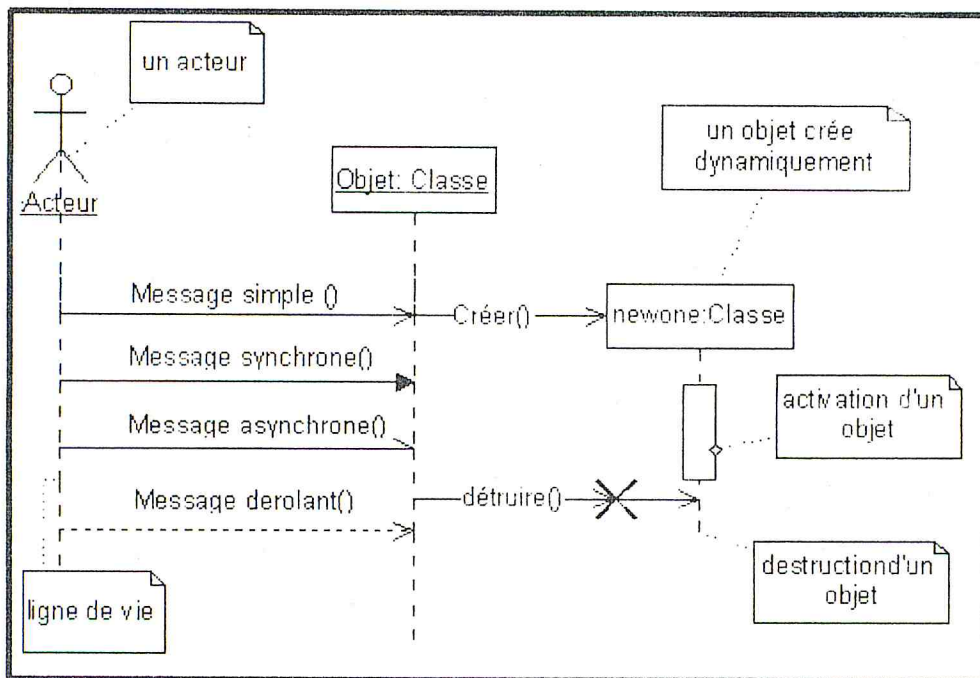 un acteur
un objet crée
dynamiquement
Objet: Classe
Acteur
Message simple ()
Créer()
newone:Classe
Message synchrone()
activation d'un
objet
Message asynchrone()
Message derolant()
détruire()
destructiond'un
objet
ligne de vie